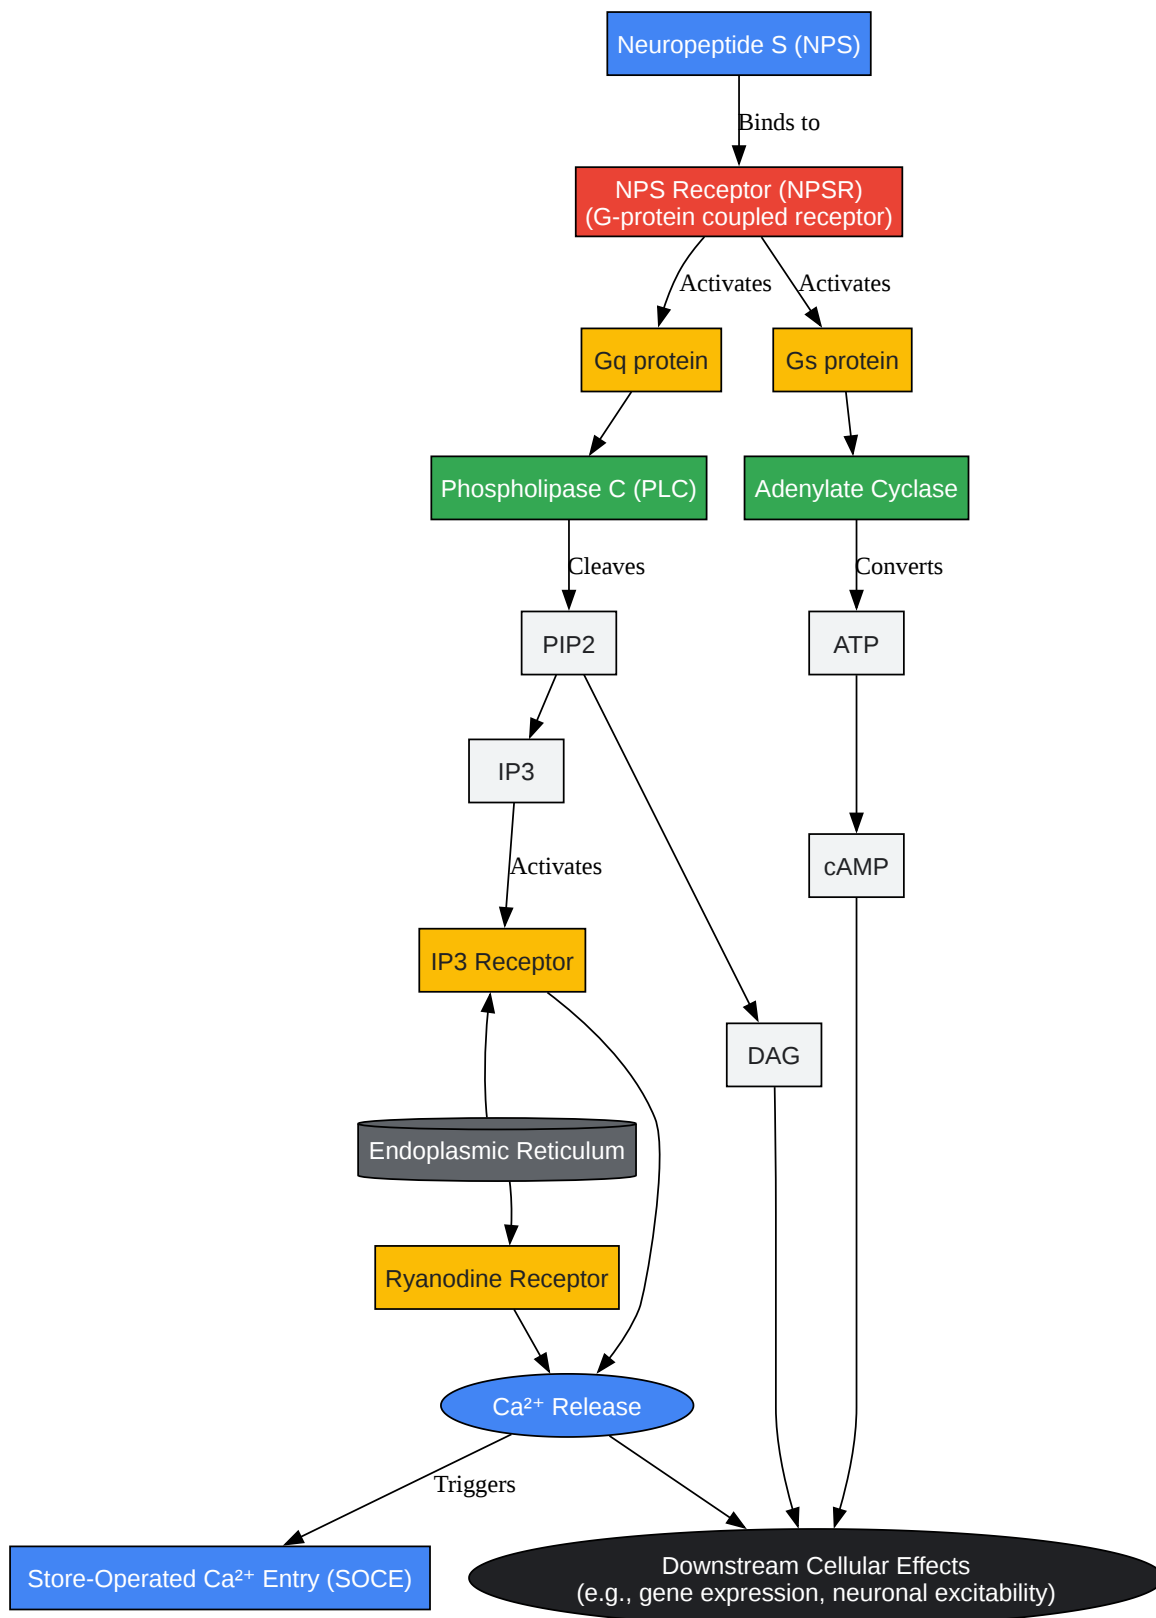 Neuropeptide S (NPS)
Binds to
NPS Receptor (NPSR)
(G-protein coupled receptor)
Activates
Activates
Gq protein
Gs protein
Phospholipase C (PLC)
Adenylate Cyclase
Cleaves
Converts
PIP2
ATP
IP3
Activates
cAMP
IP3 Receptor
DAG
Endoplasmic Reticulum
Ryanodine Receptor
Ca²⁺ Release
Triggers
Store-Operated Ca²⁺ Entry (SOCE)
Downstream Cellular Effects
(e.g., gene expression, neuronal excitability)